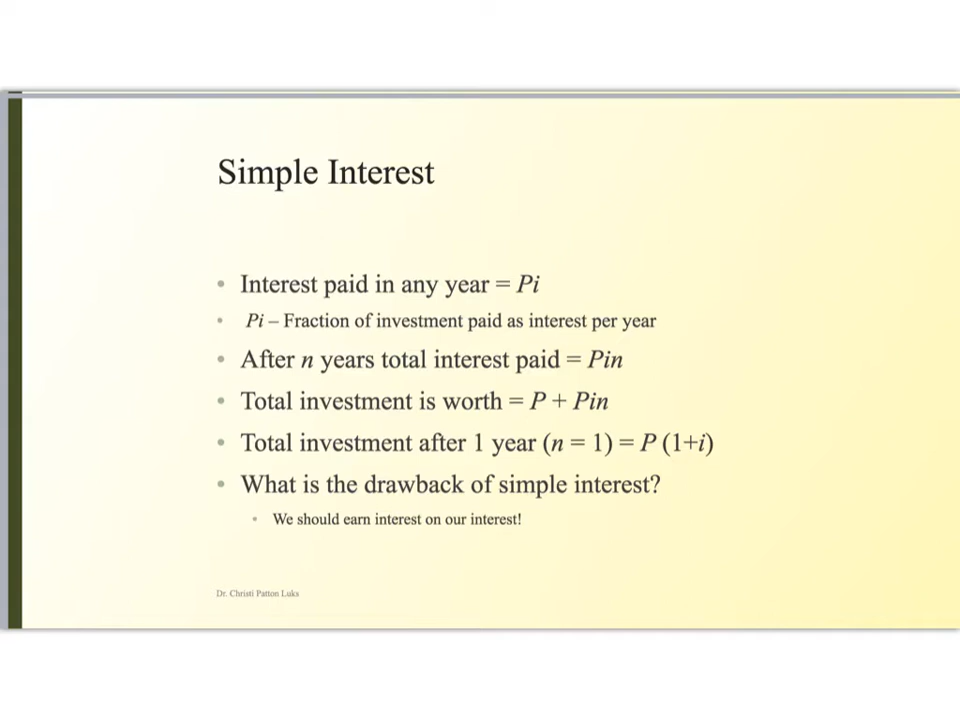 Simple Interest
• Interest paid in any year = Pi
• Pi – Fraction of investment paid as interest per year
• After n years total interest paid = Pin
• Total investment is worth = P + Pin
• Total investment after 1 year (n = 1) = P (1+i)
• What is the drawback of simple interest?
• We should earn interest on our interest!
Dr. Christi Patton Luks